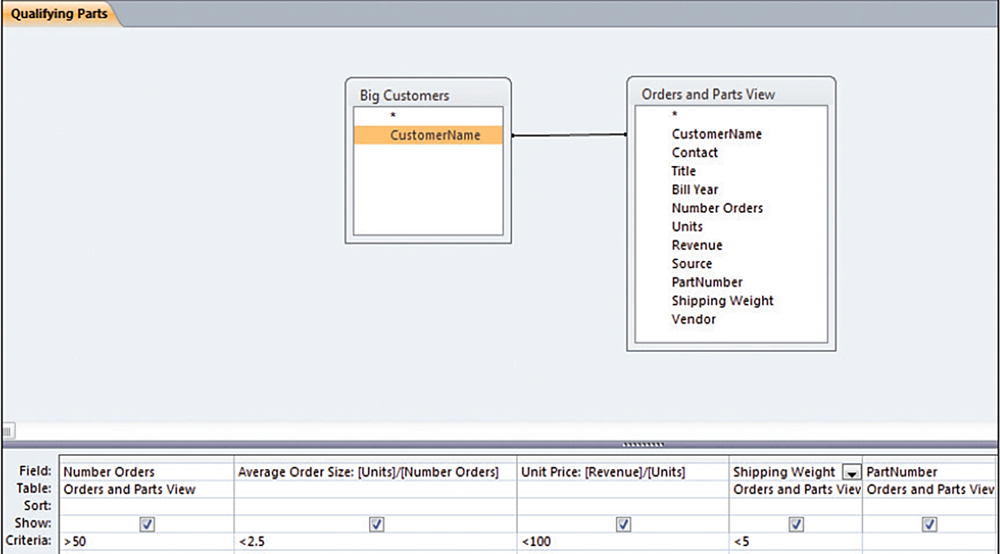 Qualifying Parts
Big Customers
*
CustomerName
Orders and Parts View
*
CustomerName
Contact
Title
Bill Year
Number Orders
Units
Revenue
Source
PartNumber
Shipping Weight
Vendor
Field: Number Orders Average Order Size: [Units]/[Number Orders] Unit Price: [Revenue]/[Units] Shipping Weight PartNumber
Table: Orders and Parts View Orders and Parts Viev Orders and Parts Viev
Sort:
Show:
Criteria: >50 <2.5 <100 <5